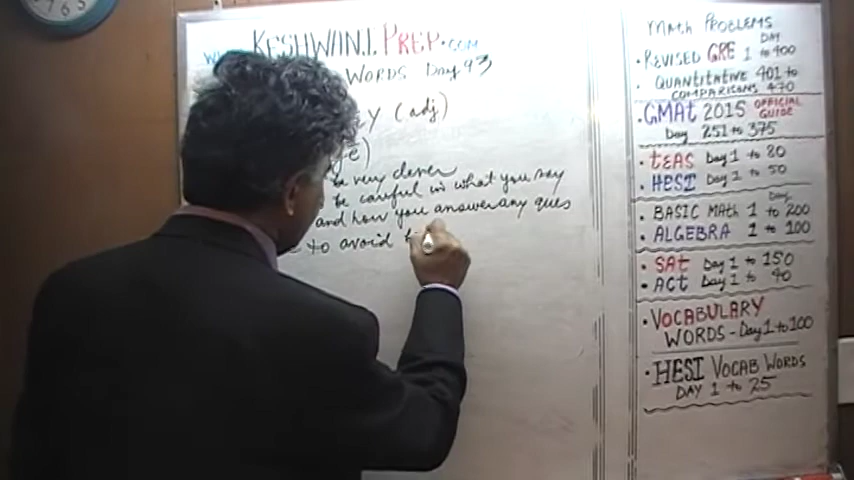 KESHWANI PREP.COM
WORDS Day 93
Y (adj)
be very clever
be careful in what you say
and how you answer any ques
to avoid
MATH PROBLEMS
DAY
• REVISED GRE 1 to 400
• QUANTITATIVE 401 to
COMPARISONS 470
• GMAT 2015 OFFICIAL GUIDE
Day 251 to 375
• TEAS Day 1 to 80
• HESI Day 1 to 50
Day
• BASIC MATH 1 to 200
• ALGEBRA 1 to 100
• SAT Day 1 to 150
• ACT Day 1 to 90
• VOCABULARY
WORDS - Day 1 to 100
• HESI VOCAB WORDS
DAY 1 to 25